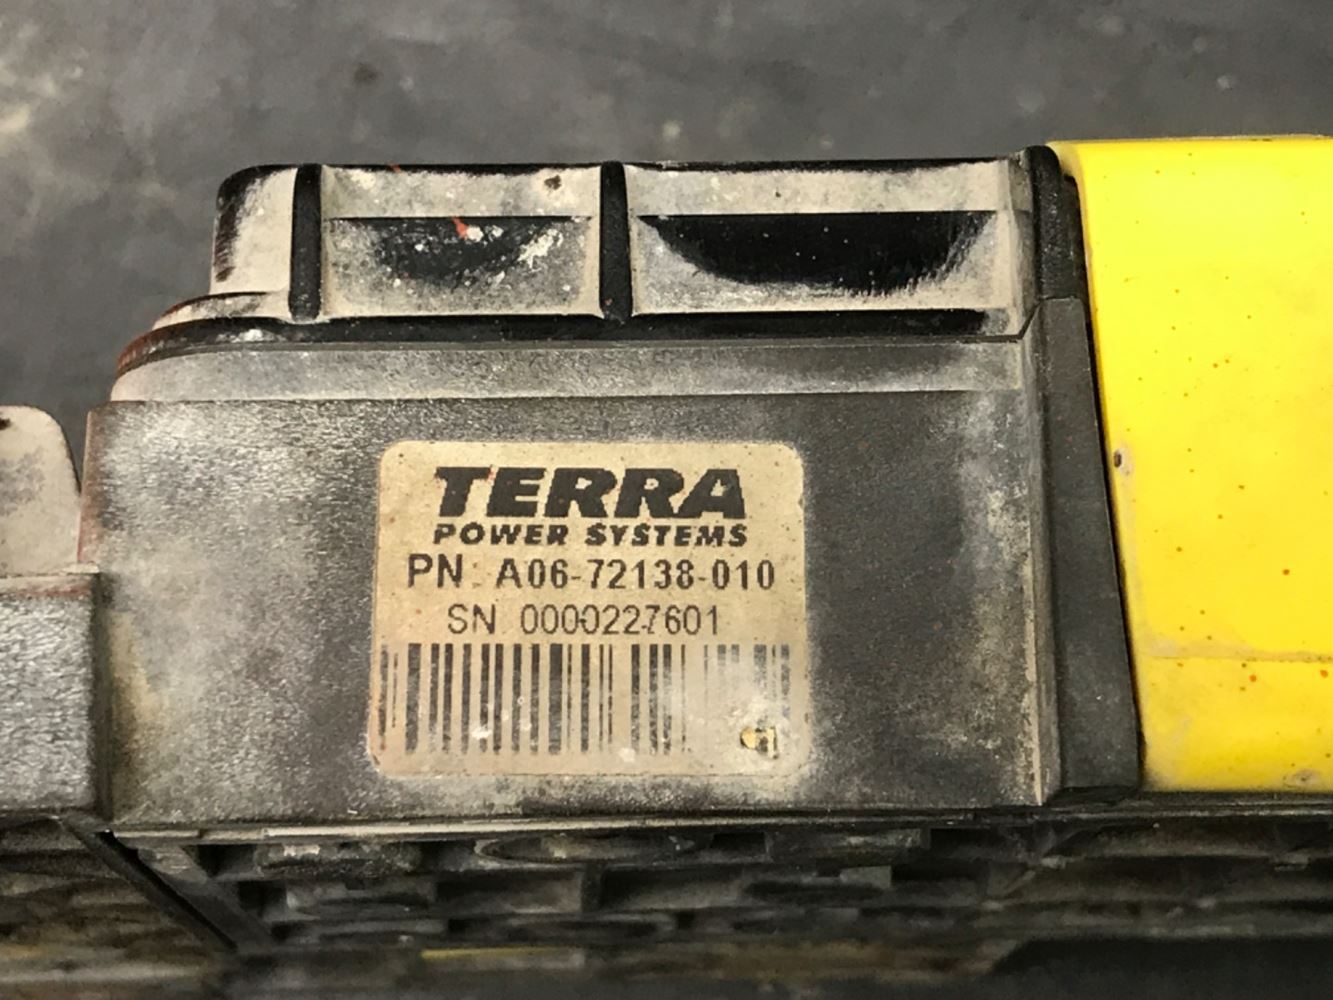 TERRA
POWER SYSTEMS
PN: A06-72138-010
SN 0000227601